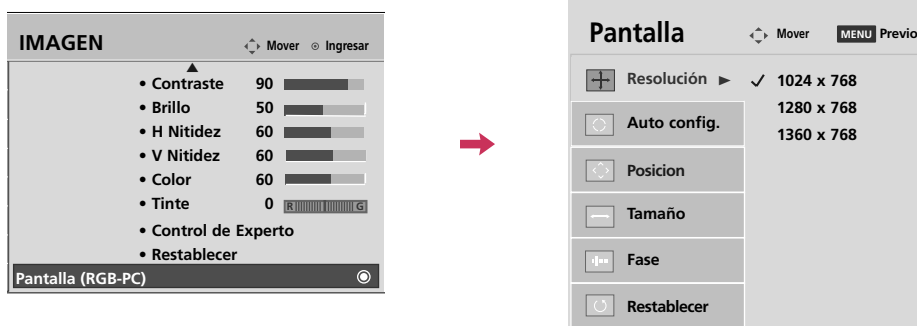 IMAGEN
Mover Ingresar
• Contraste 90
• Brillo 50
• H Nitidez 60
• V Nitidez 60
• Color 60
• Tinte 0 R G
• Control de Experto
• Restablecer
Pantalla (RGB-PC)
Pantalla
Mover MENU Previo
Resolución ► ✓ 1024 x 768
1280 x 768
1360 x 768
Auto config.
Posicion
Tamaño
Fase
Restablecer